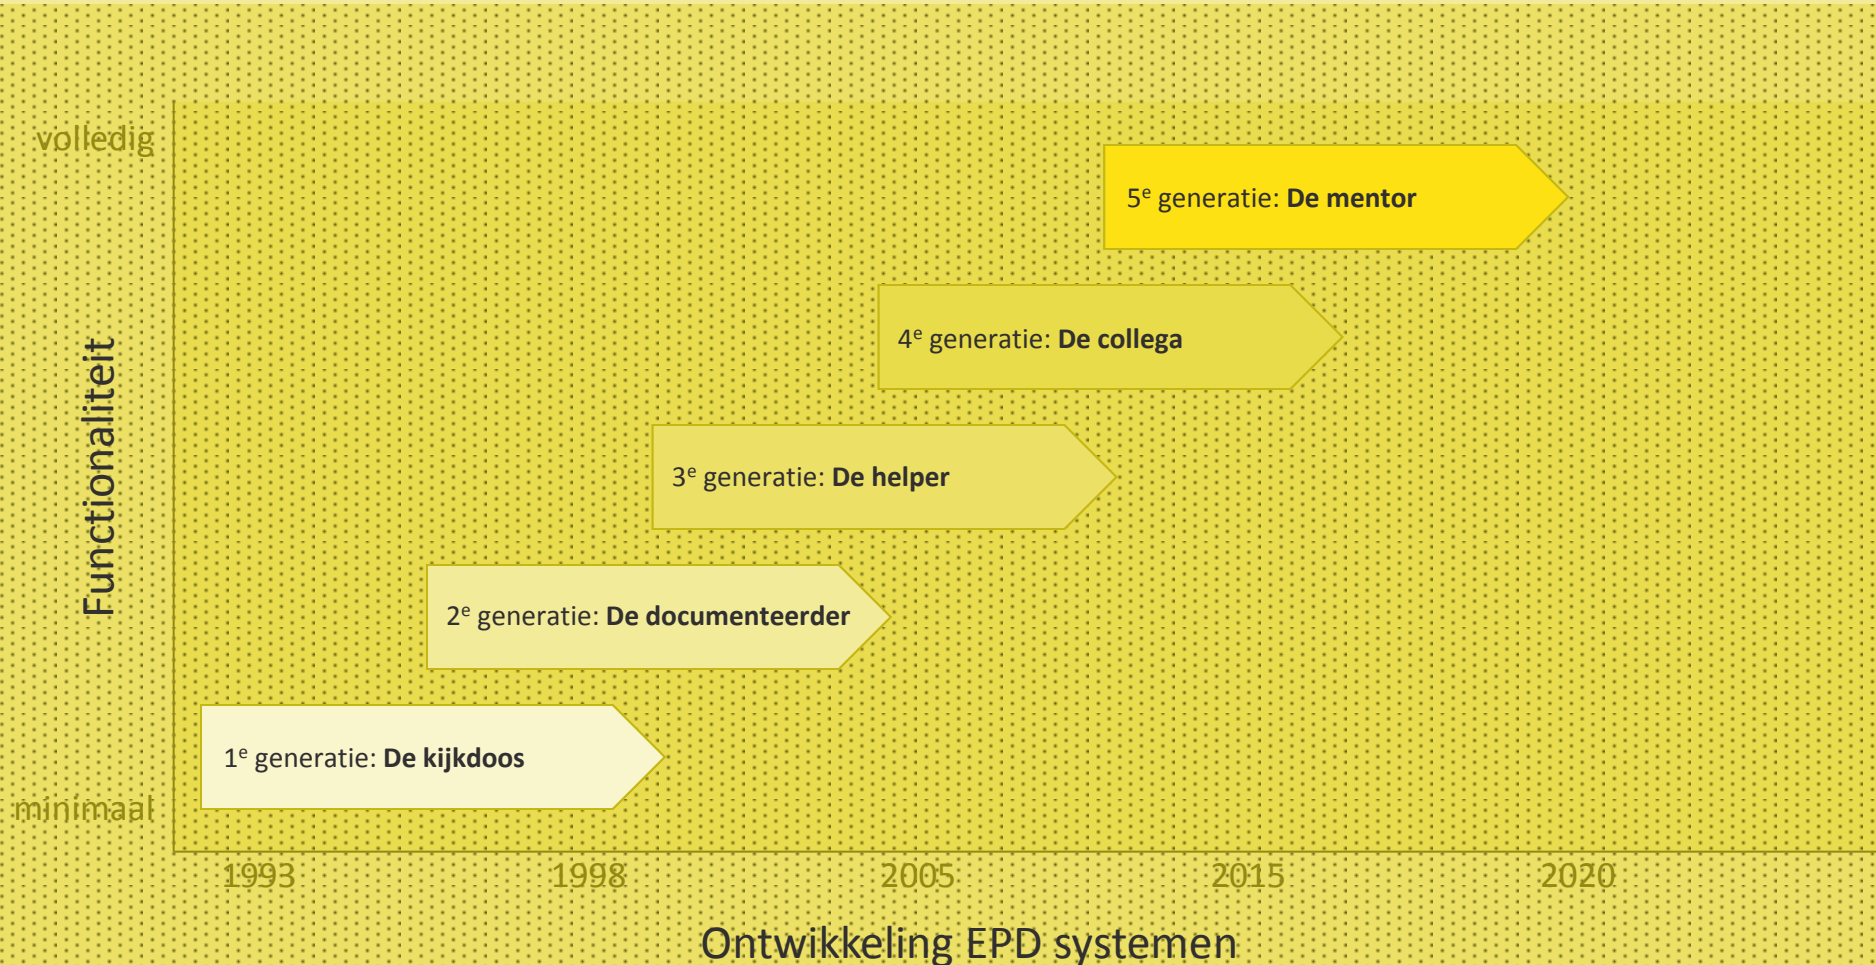 volledig
5e generatie: De mentor
4e generatie: De collega
Functionaliteit
3e generatie: De helper
2e generatie: De documenteerder
1e generatie: De kijkdoos
minimaal
1993 1998 2005 2015 2020
Ontwikkeling EPD systemen